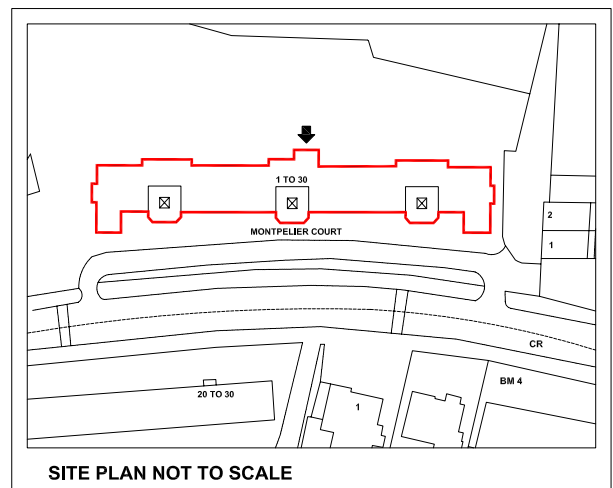 1 TO 30
2
MONTPELIER COURT
1
CR
BM 4
20 TO 30
1
SITE PLAN NOT TO SCALE